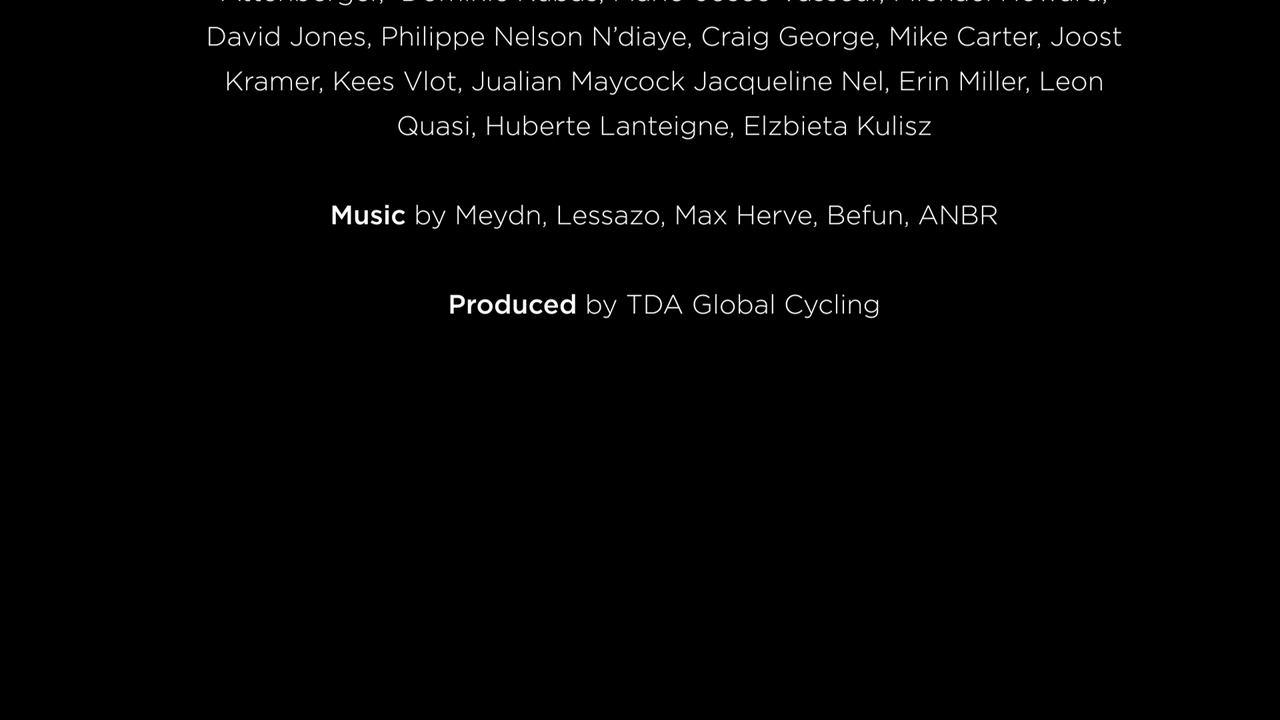 David Jones, Philippe Nelson N’diaye, Craig George, Mike Carter, Joost
Kramer, Kees Vlot, Jualian Maycock Jacqueline Nel, Erin Miller, Leon
Quasi, Huberte Lanteigne, Elzbieta Kulisz
Music by Meydn, Lessazo, Max Herve, Befun, ANBR
Produced by TDA Global Cycling